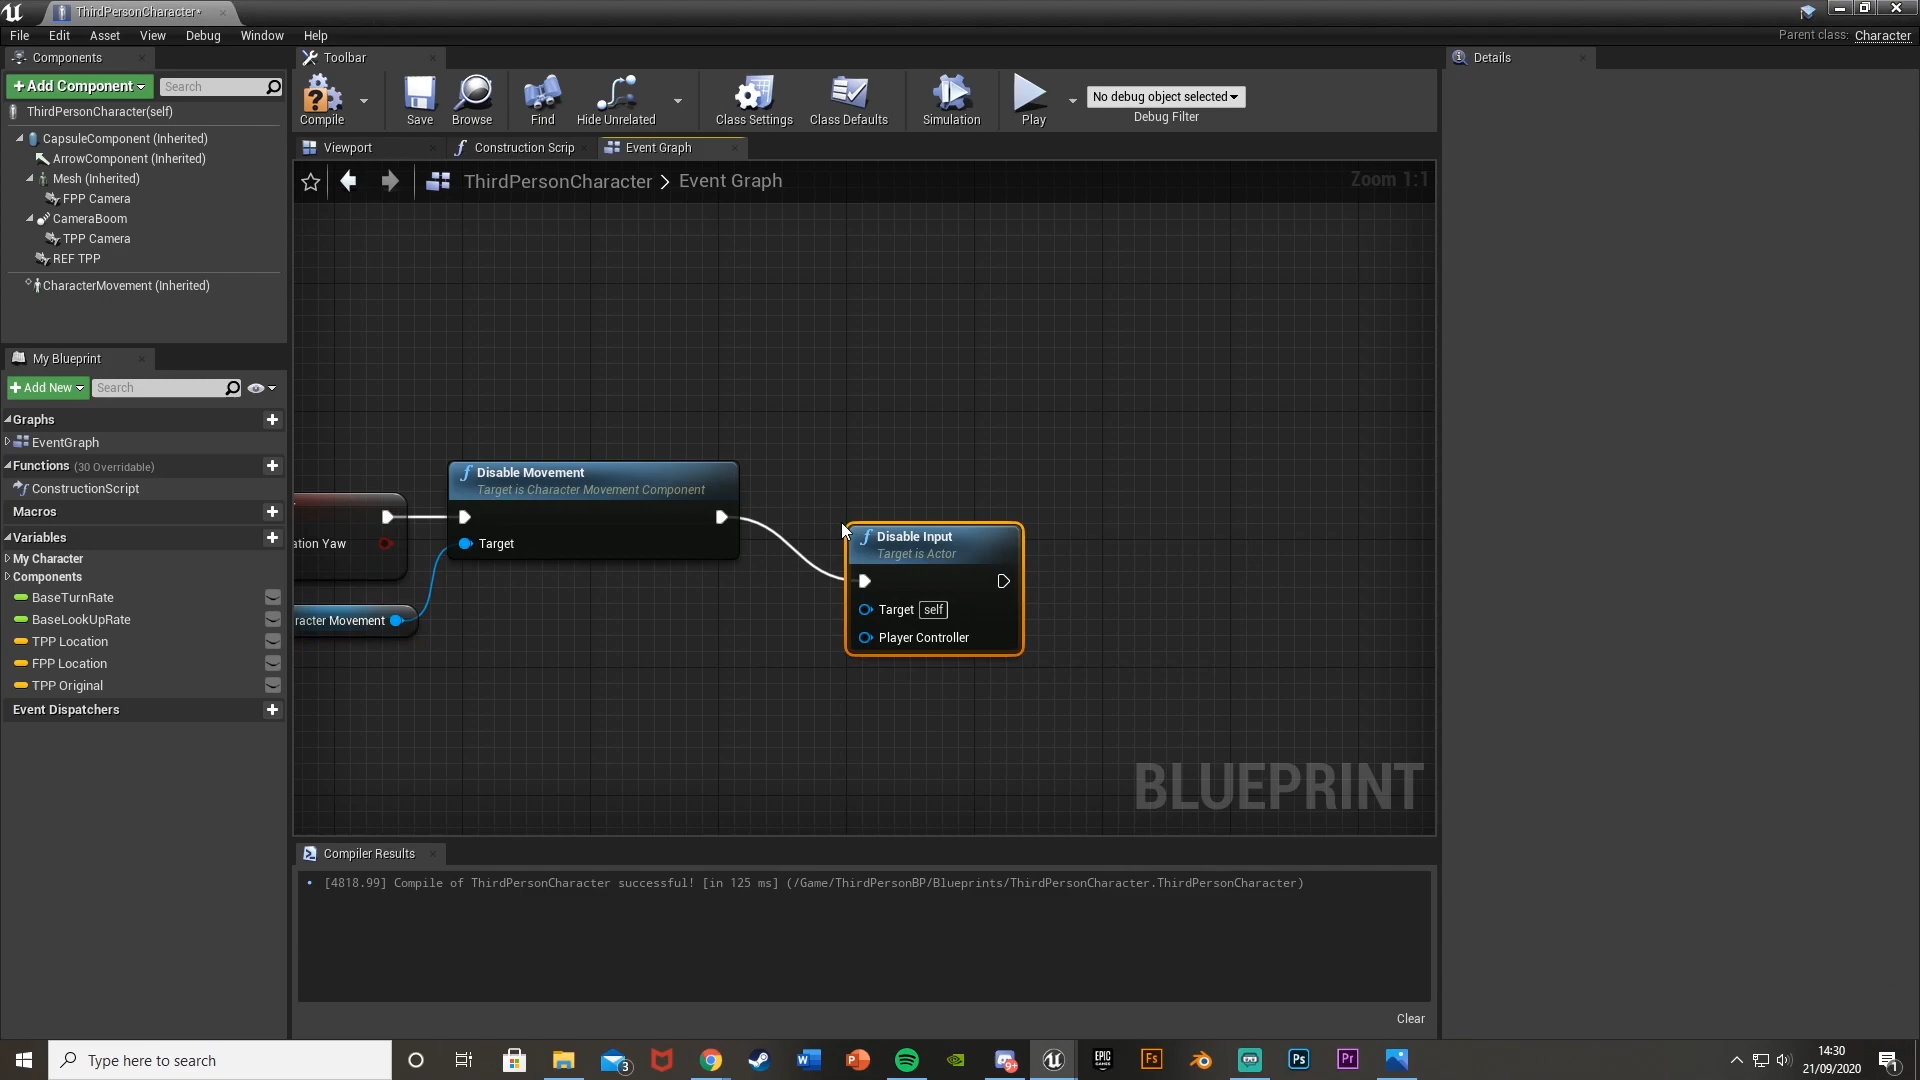 ThirdPersonCharacter*
File Edit Asset View Debug Window Help
Parent class: Character
Components
Toolbar
Details
Add Component
Search
Compile
Save
Browse
Find
Hide Unrelated
Class Settings
Class Defaults
Simulation
Play
No debug object selected
Debug Filter
ThirdPersonCharacter(self)
CapsuleComponent (Inherited)
ArrowComponent (Inherited)
Mesh (Inherited)
FPP Camera
CameraBoom
TPP Camera
REF TPP
CharacterMovement (Inherited)
Viewport
Construction Scrip
Event Graph
ThirdPersonCharacter > Event Graph
Zoom 1:1
My Blueprint
Add New
Search
Graphs
EventGraph
Functions (30 Overridable)
ConstructionScript
Macros
Variables
My Character
Components
BaseTurnRate
BaseLookUpRate
TPP Location
FPP Location
TPP Original
Event Dispatchers
ation Yaw
racter Movement
Disable Movement
Target is Character Movement Component
Target
Disable Input
Target is Actor
Target self
Player Controller
BLUEPRINT
Compiler Results
[4818.99] Compile of ThirdPersonCharacter successful! [in 125 ms] (/Game/ThirdPersonBP/Blueprints/ThirdPersonCharacter.ThirdPersonCharacter)
Clear
Type here to search
14:30
21/09/2020